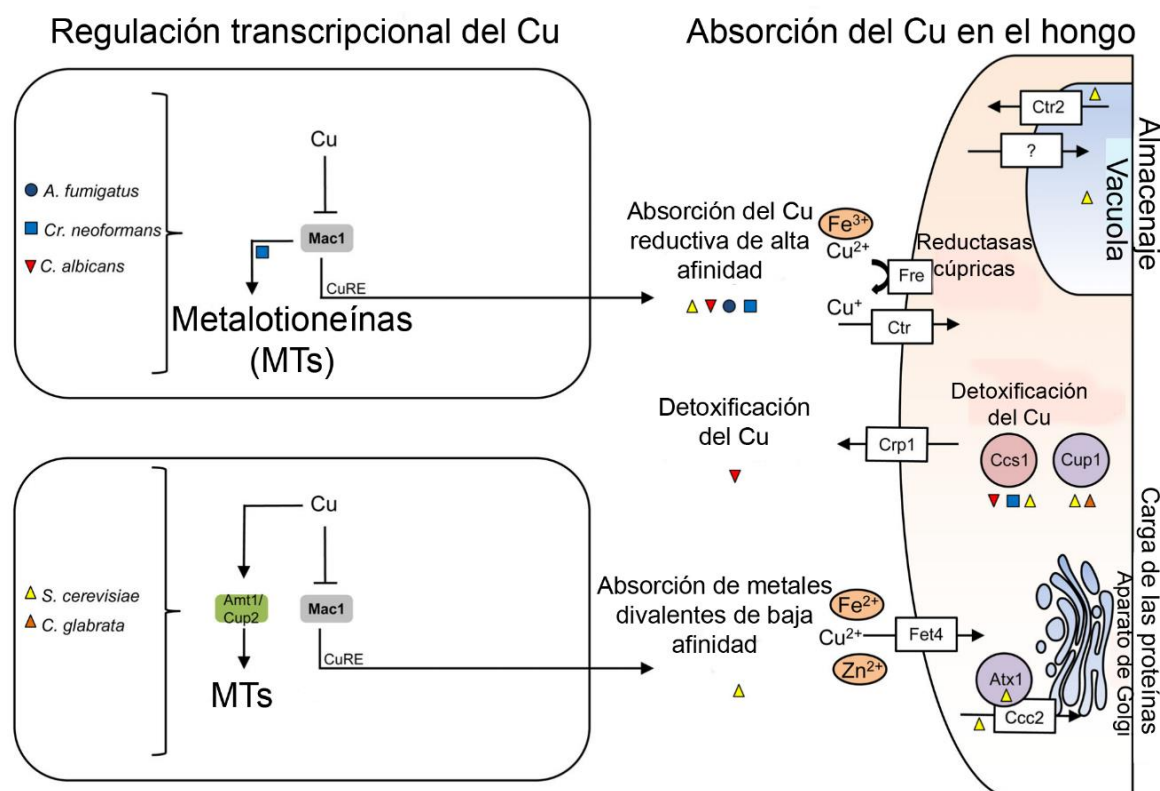 Regulación transcripcional del Cu
Cu
A. fumigatus
Cr. neoformans
C. albicans
Mac1
CuRE
Metalotioneínas
(MTs)
S. cerevisiae
C. glabrata
Cu
Amt1/
Cup2
Mac1
CuRE
MTs
Absorción del Cu en el hongo
Absorción del Cu
reductiva de alta
afinidad
Fe3+
Cu2+
Cu+
Fre
Ctr
Reductasas
cúpricas
Ctr2
?
Vacuola
Almacenaje
Detoxificación
del Cu
Crp1
Detoxificación
del Cu
Ccs1
Cup1
Absorción de metales
divalentes de baja
afinidad
Fe2+
Cu2+
Zn2+
Fet4
Atx1
Ccc2
Aparato de Golgi
Carga de las proteínas